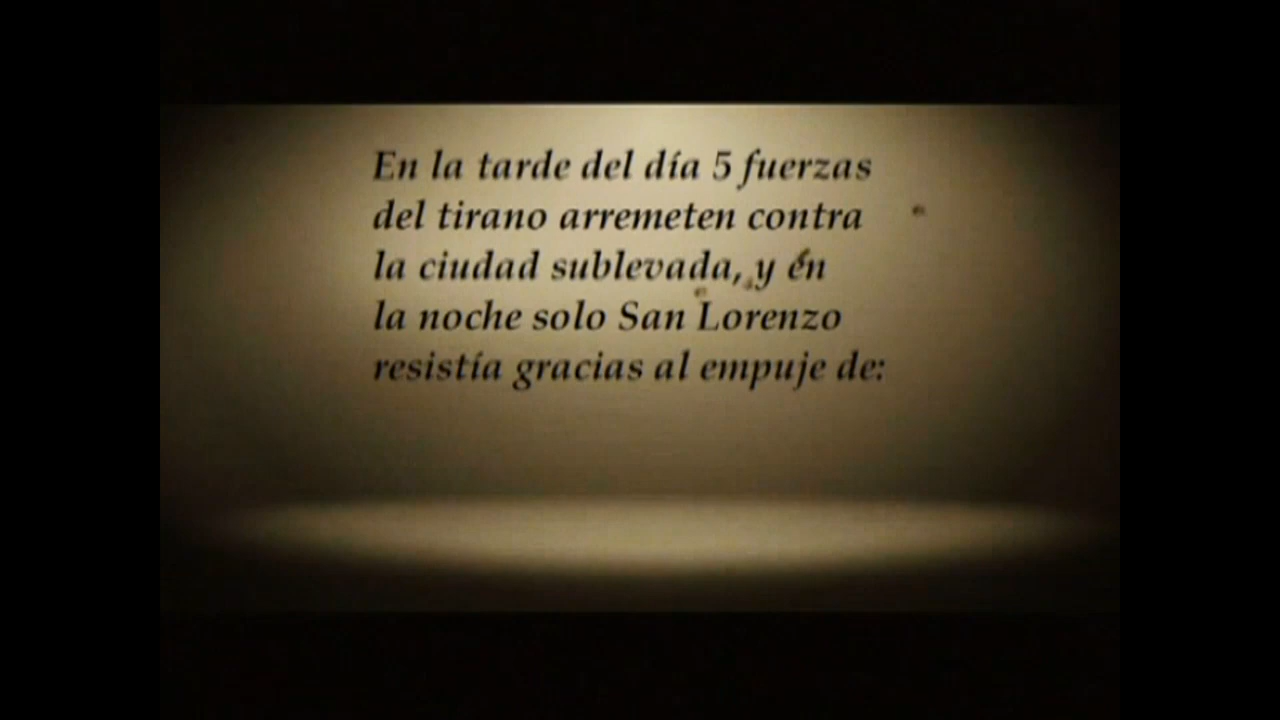 En la tarde del día 5 fuerzas
del tirano arremeten contra
la ciudad sublevada, y en
la noche solo San Lorenzo
resistía gracias al empuje de: